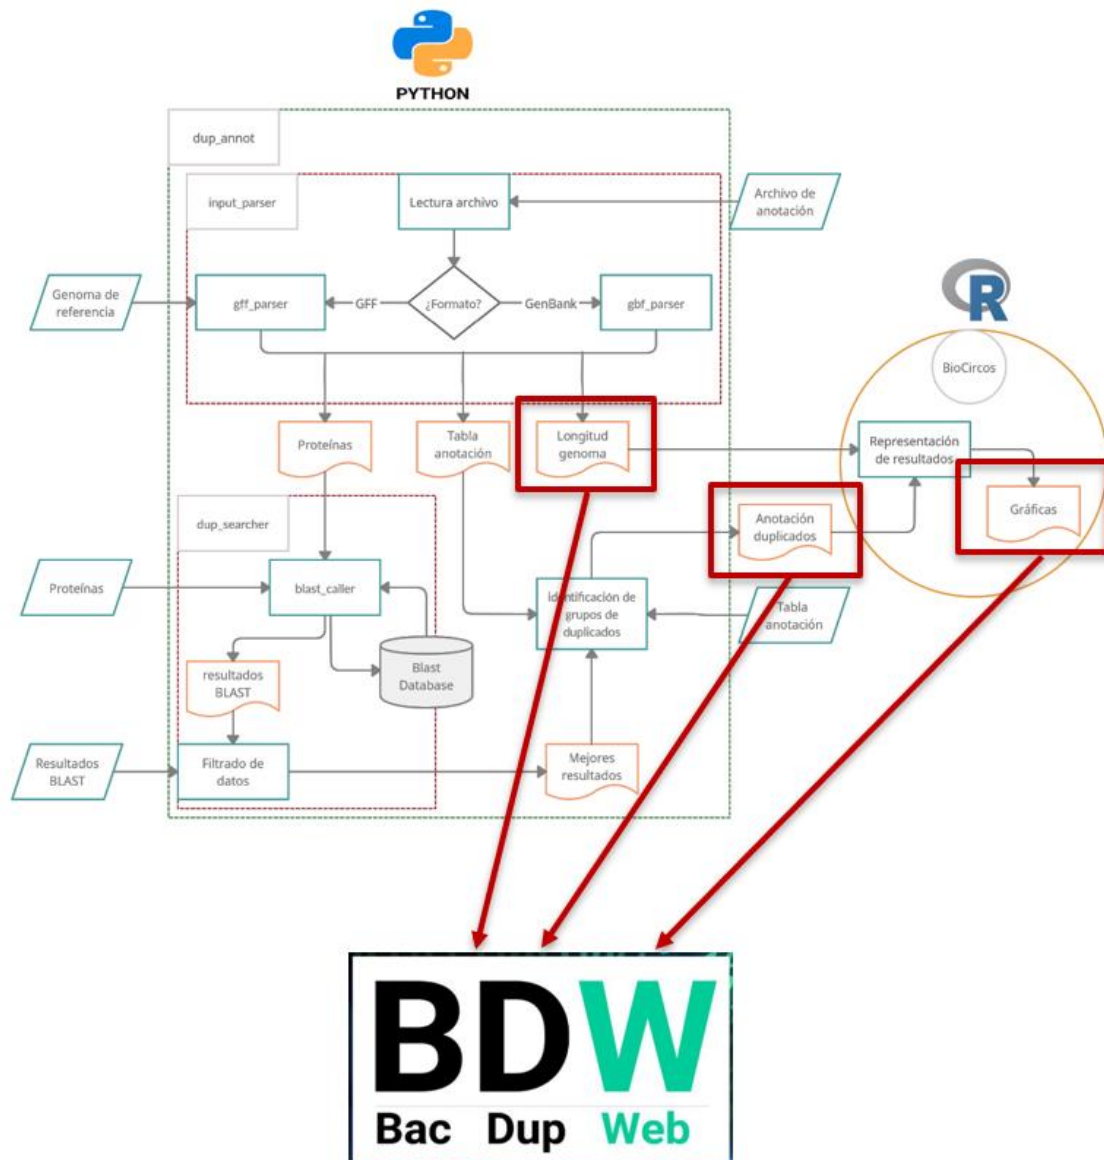 PYTHON
dup_annot
input_parser
Lectura archivo
Archivo de
anotación
Genoma de
referencia
gff_parser
GFF
¿Formato?
GenBank
gbf_parser
R
BioCircos
Proteínas
Tabla
anotación
Longitud
genoma
Representación
de resultados
Gráficas
dup_searcher
Anotación
duplicados
Proteínas
blast_caller
Identificación de
grupos de
duplicados
Tabla
anotación
resultados
BLAST
Blast
Database
Resultados
BLAST
Filtrado de
datos
Mejores
resultados
BDW
Bac Dup Web